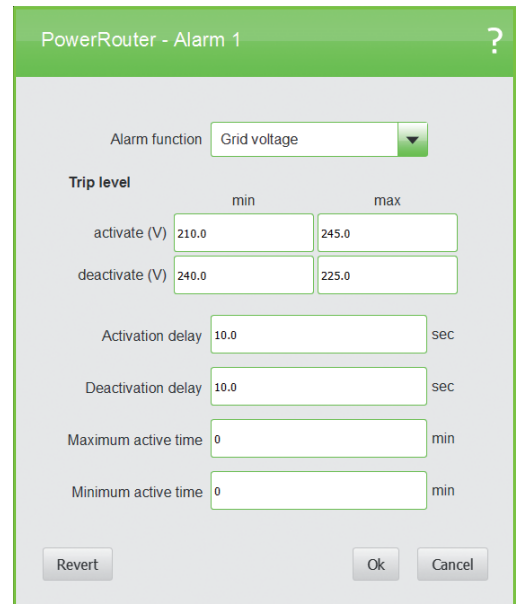 PowerRouter - Alarm 1 ?
Alarm function Grid voltage
Trip level
min max
activate (V) 210.0 245.0
deactivate (V) 240.0 225.0
Activation delay 10.0 sec
Deactivation delay 10.0 sec
Maximum active time 0 min
Minimum active time 0 min
Revert Ok Cancel